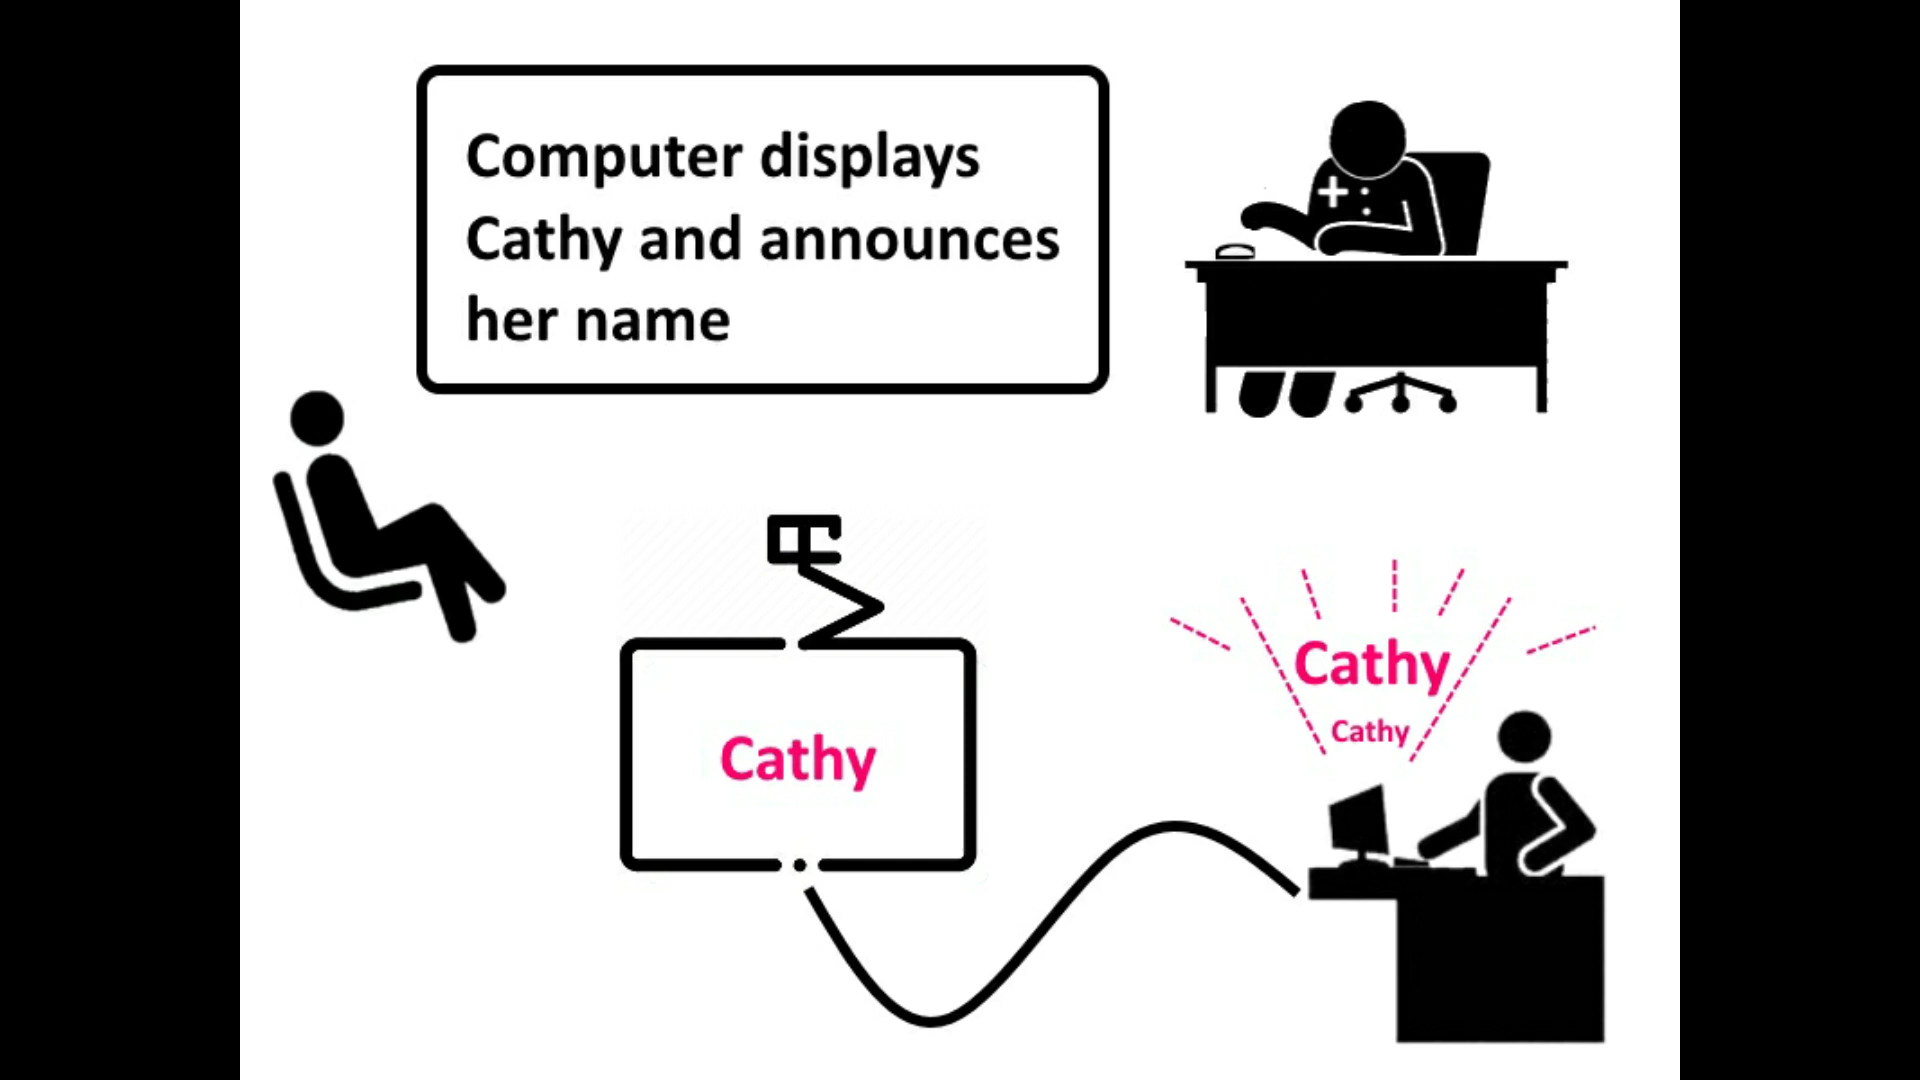 Computer displays
Cathy and announces
her name
Cathy
Cathy
Cathy